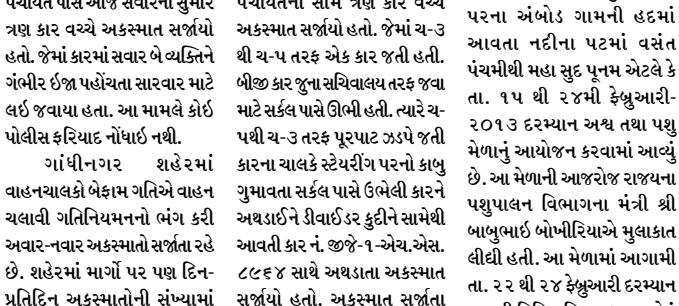 પંચાયત પાસે આજે સવારના સુમારે
ત્રણ કાર વચ્ચે અકસ્માત સર્જાયો
હતો. જેમાં કારમાં સવાર બે વ્યક્તિને
ગંભીર ઇજા પહોંચતા સારવાર માટે
લઇ જવાયા હતા. આ મામલે કોઇ
પોલીસ ફરિયાદ નોંધાઇ નથી.
ગાંધીનગર શહેરમાં
વાહનચાલકો બેફામ ગતિએ વાહન
ચલાવી ગતિનિયમનનો ભંગ કરી
અવાર-નવાર અકસ્માતો સર્જાતા રહે
છે. શહેરમાં માર્ગો પર પણ દિન-
પ્રતિદિન અકસ્માતોની સંખ્યામાં
પંચાયતની સામે ત્રણ કાર વચ્ચે
અકસ્માત સર્જાયો હતો. જેમાં ચ-૩
થી ચ-૫ તરફ એક કાર જતી હતી.
બીજી કાર જુના સચિવાલય તરફ જવા
માટે સર્કલ પાસે ઊભી હતી. ત્યારે ચ-
૫થી ચ-૩ તરફ પૂરપાટ ઝડપે જતી
કારના ચાલકે સ્ટેયરીંગ પરનો કાબુ
ગુમાવતા સર્કલ પાસે ઉભેલી કારને
અથડાઈને ડીવાઈડર કુદીને સામેથી
આવતી કાર નં. જીજે-૧-એચ.એસ.
૮૯૬૪ સાથે અથડાતા અકસ્માત
સર્જાયો હતો. અકસ્માત સર્જાતા
પરના અંબોડ ગામની હદમાં
આવતા નદીના પટમાં વસંત
પંચમીથી મહા સુદ પૂનમ એટલે કે
તા. ૧૫ થી ૨૪મી ફેબ્રુઆરી-
૨૦૧૩ દરમ્યાન અશ્વ તથા પશુ
મેળાનું આયોજન કરવામાં આવ્યું
છે. આ મેળાની આજરોજ રાજયના
પશુપાલન વિભાગના મંત્રી શ્રી
બાબુભાઇ બોખીરિયાએ મુલાકાત
લીધી હતી. આ મેળામાં આગામી
તા. ૨૨ થી ૨૪ ફેબ્રુઆરી દરમ્યાન